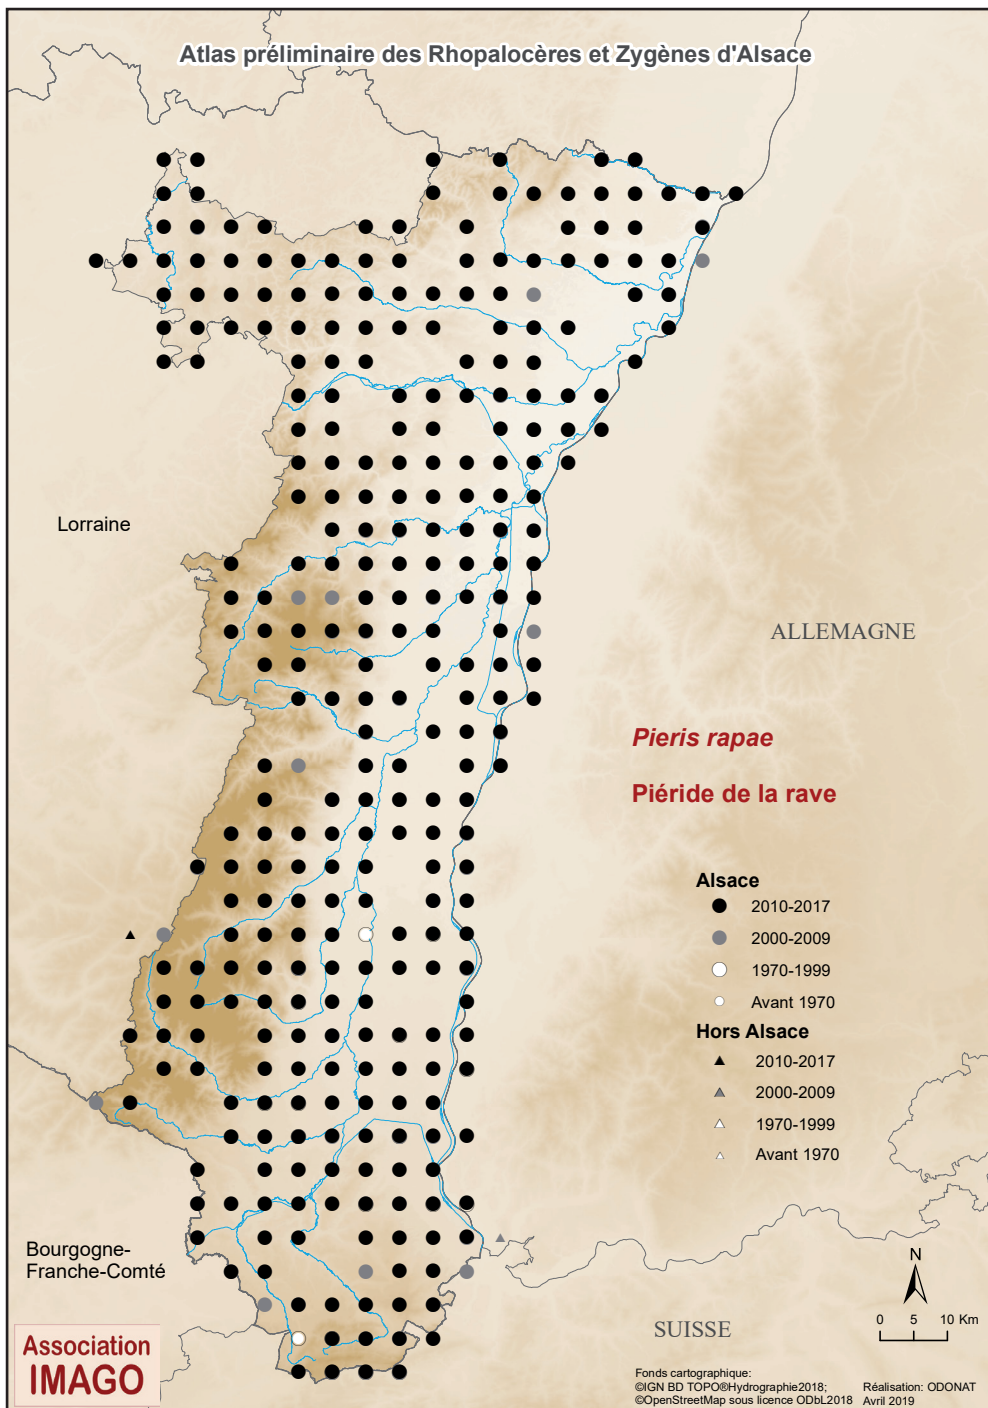 Atlas préliminaire des Rhopalocères et Zygènes d'Alsace
Lorraine
ALLEMAGNE
Pieris rapae
Piéride de la rave
Alsace
2010-2017
2000-2009
1970-1999
Avant 1970
Hors Alsace
2010-2017
2000-2009
1970-1999
Avant 1970
Bourgogne-
Franche-Comté
N
0 5 10 Km
SUISSE
Association
IMAGO
Fonds cartographique:
©IGN BD TOPO®Hydrographie2018;
©OpenStreetMap sous licence ODbL2018
Réalisation: ODONAT
Avril 2019